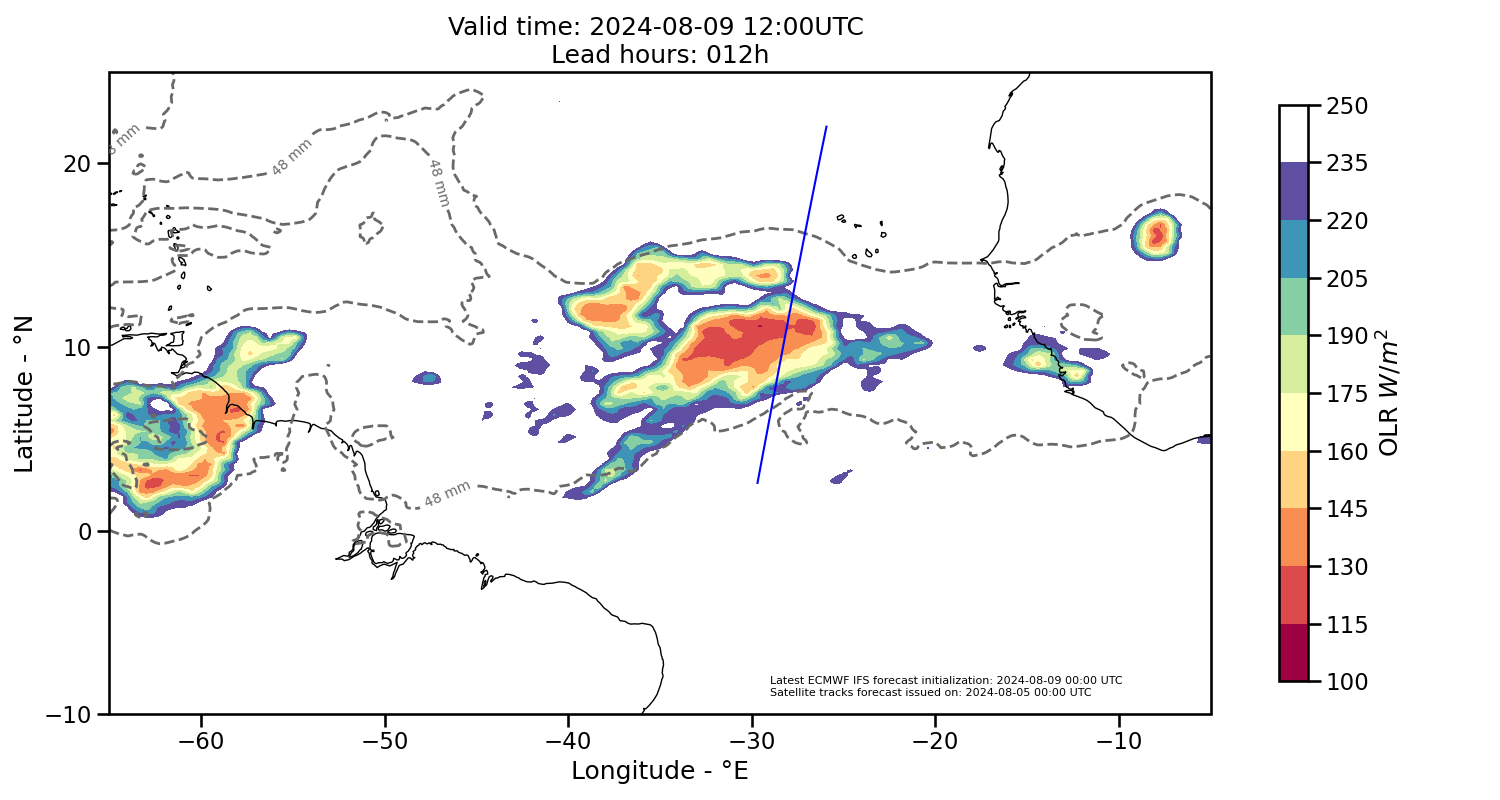 Valid time: 2024-08-09 12:00UTC
Lead hours: 012h
20
10
0
−10
Latitude - °N
−60
−50
−40
−30
−20
−10
Longitude - °E
mm
48 mm
48 mm
48 mm
Latest ECMWF IFS forecast initialization: 2024-08-09 00:00 UTC
Satellite tracks forecast issued on: 2024-08-05 00:00 UTC
250
235
220
205
190
175
160
145
130
115
100
OLR W/m²